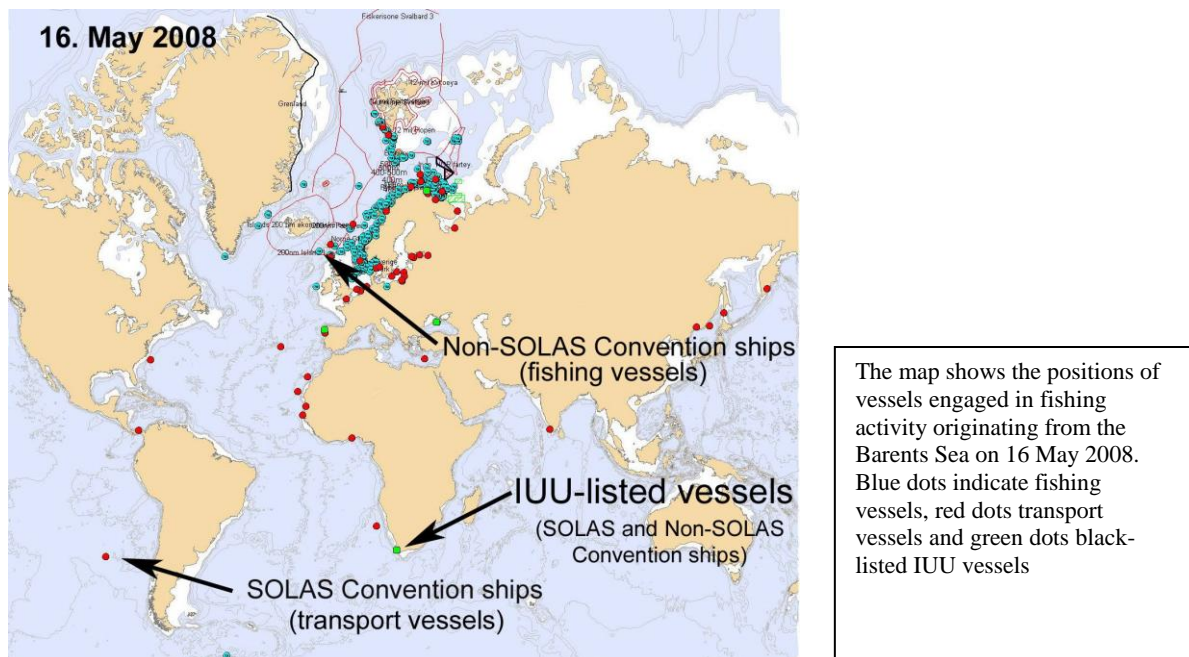 Fiskerisone Svalbard 3
16. May 2008
Grønland
Non-SOLAS Convention ships
(fishing vessels)
IUU-listed vessels
(SOLAS and Non-SOLAS
Convention ships)
SOLAS Convention ships
(transport vessels)
The map shows the positions of
vessels engaged in fishing
activity originating from the
Barents Sea on 16 May 2008.
Blue dots indicate fishing
vessels, red dots transport
vessels and green dots black-
listed IUU vessels